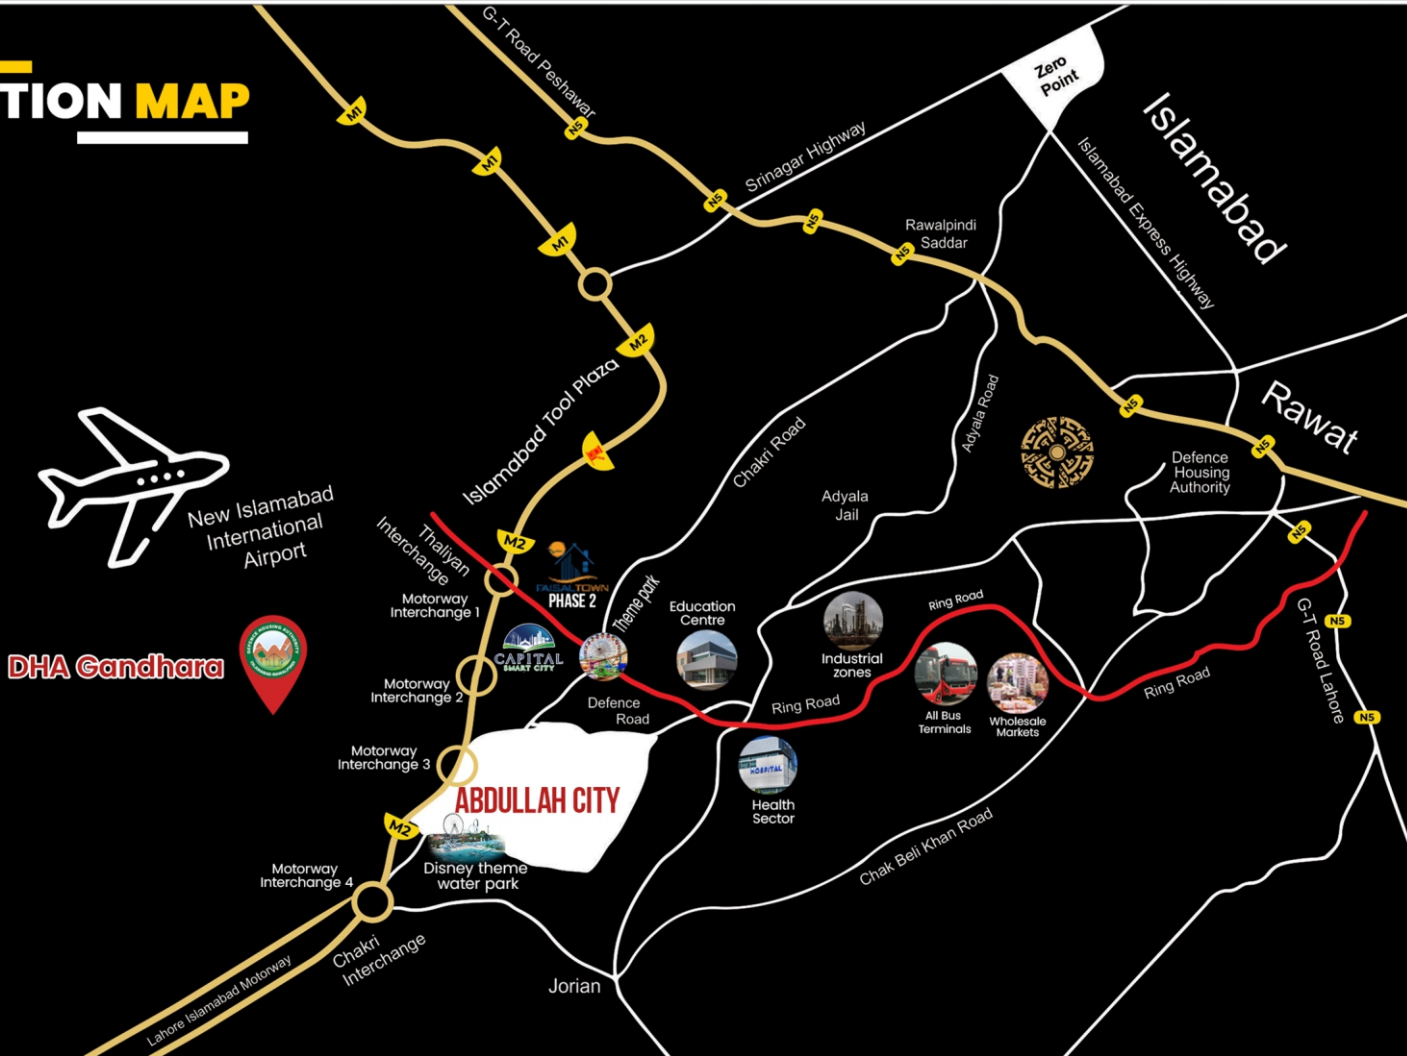 TION MAP
G-T Road Peshawar
Zero
Point
Islamabad
Srinagar Highway
Islamabad Express Highway
M1
M1
M1
N5
N5
N5
N5
Rawalpindi
Saddar
M2
Islamabad Tool Plaza
Chakri Road
Adyala Road
N5
N5
Rawat
Defence
Housing
Authority
Adyala
Jail
New Islamabad
International
Airport
Thaliyan
Interchange
M2
FAISAL TOWN
PHASE 2
N5
Motorway
Interchange 1
Theme park
Education
Centre
Ring Road
G-T Road Lahore
N5
DEFENCE HOUSING AUTHORITY
DHA Gandhara
CAPITAL
SMART CITY
Industrial
zones
Motorway
Interchange 2
Defence
Road
Ring Road
Ring Road
All Bus
Terminals
Wholesale
Markets
N5
Motorway
Interchange 3
HOSPITAL
Health
Sector
ABDULLAH CITY
M2
Disney theme
water park
Chak Beli Khan Road
Motorway
Interchange 4
Chakri
Interchange
Lahore Islamabad Motorway
Jorian